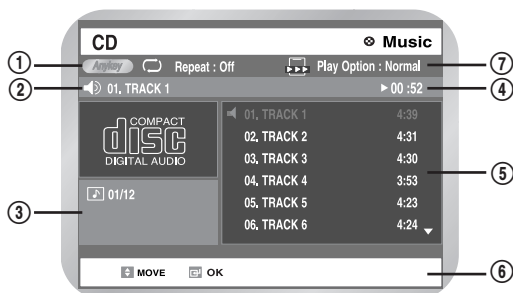 CD
Music
① Anykey Repeat : Off Play Option : Normal ⑦
② 01. TRACK 1 00 :52 ④
COMPACT
disc
DIGITAL AUDIO
01. TRACK 1 4:39
02. TRACK 2 4:31
03. TRACK 3 4:30
04. TRACK 4 3:53
05. TRACK 5 4:23
06. TRACK 6 4:24
⑤
③ 01/12
MOVE OK ⑥